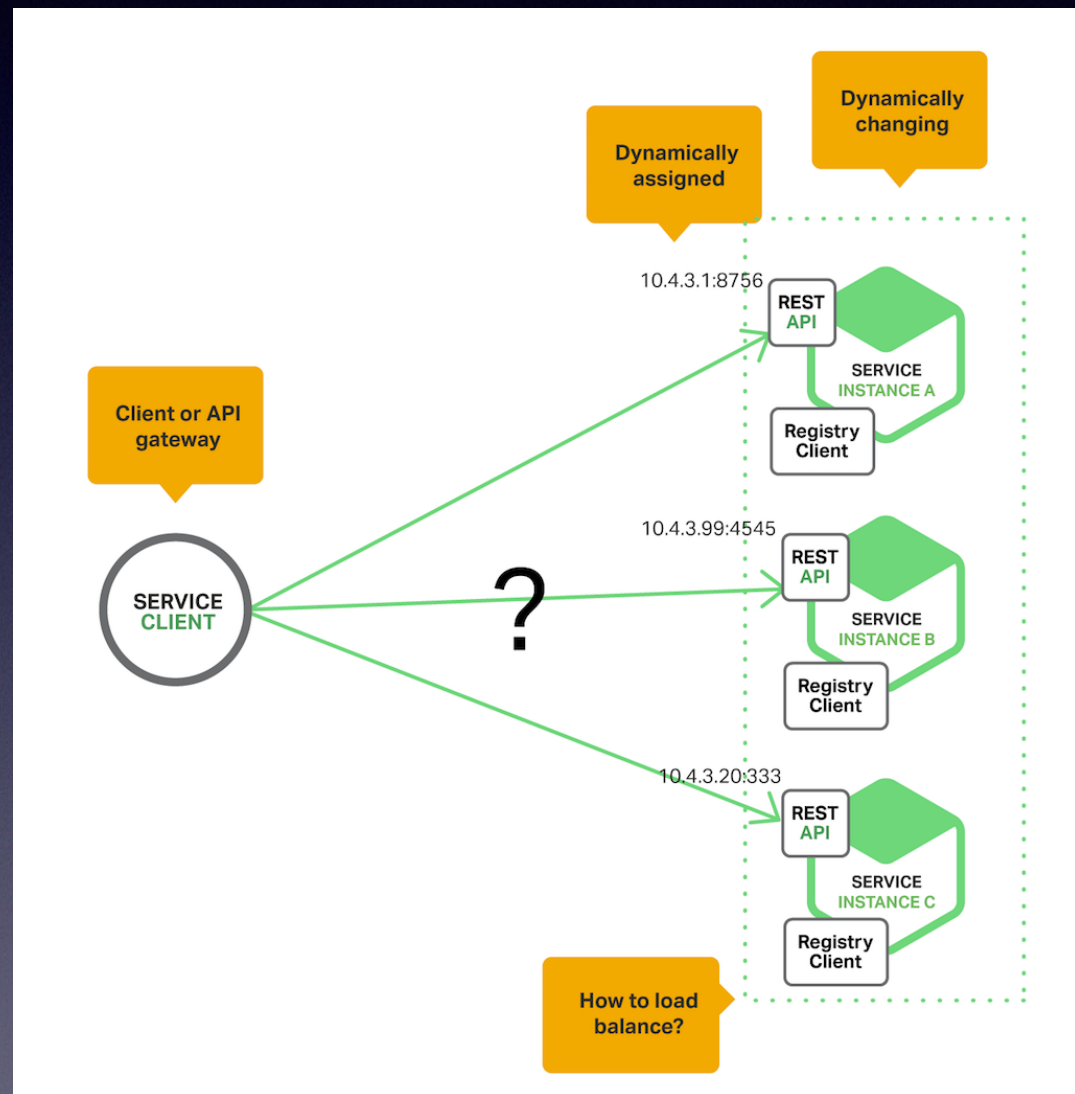 Dynamically
changing
Dynamically
assigned
10.4.3.1:8756
REST
API
SERVICE
INSTANCE A
Registry
Client
Client or API
gateway
10.4.3.99:4545
REST
API
SERVICE
CLIENT
?
SERVICE
INSTANCE B
Registry
Client
10.4.3.20:333
REST
API
SERVICE
INSTANCE C
Registry
Client
How to load
balance?